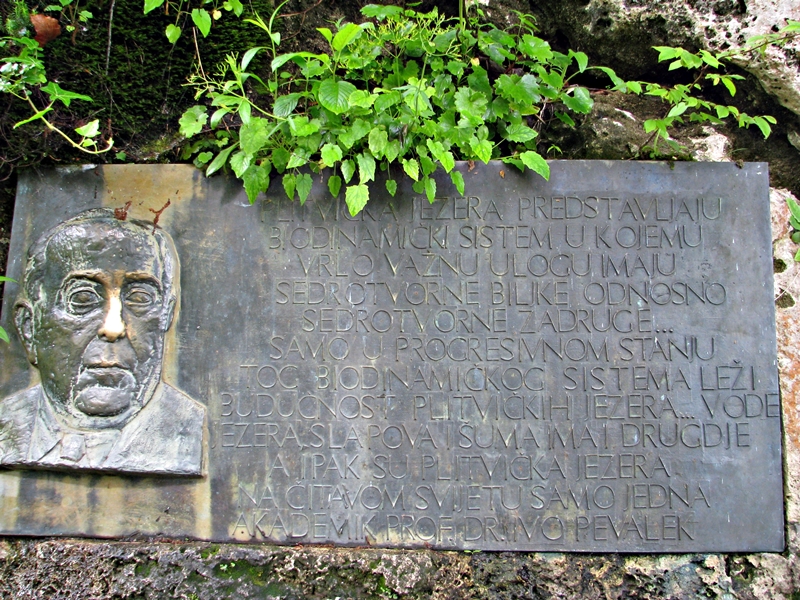 PLITVIČKA JEZERA PREDSTAVLJAJU
BIODINAMIČKI SISTEM, U KOJEMU
VRLO VAŽNU ULOGU IMAJU
SEDROTVORNE BILJKE ODNOSNO
SEDROTVORNE ZADRUGE...
SAMO U PROGRESIVNOM STANJU
TOG BIODINAMIČKOG SISTEMA LEŽI
BUDUĆNOST PLITVIČKIH JEZERA... VODE
JEZERA, SLAPOVA I ŠUMA IMA I DRUGDJE
A IPAK SU PLITVIČKA JEZERA
NA ČITAVOM SVIJETU SAMO JEDNA
AKADEMIK PROF. DR. IVO PEVALEK